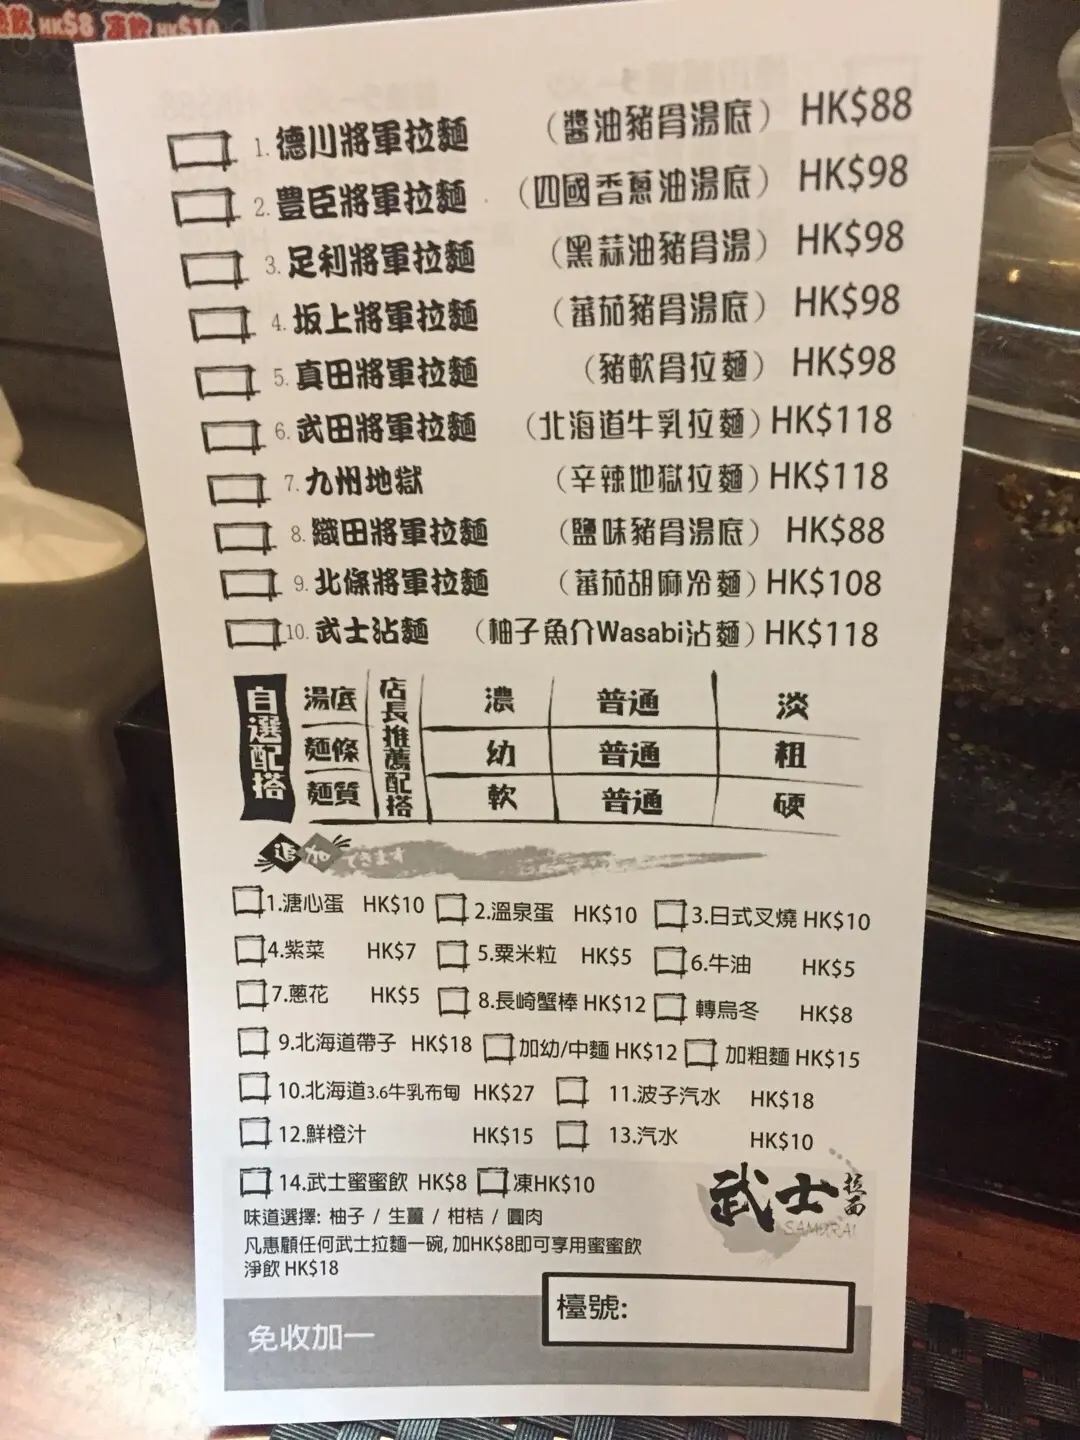 飲 HK$8 凍飲 HK$10
1. 德川將軍拉麵 (醬油豬骨湯底) HK$88
2. 豐臣將軍拉麵 (四國香蔥油湯底) HK$98
3. 足利將軍拉麵 (黑蒜油豬骨湯) HK$98
4. 坂上將軍拉麵 (蕃茄豬骨湯底) HK$98
5. 真田將軍拉麵 (豬軟骨拉麵) HK$98
6. 武田將軍拉麵 (北海道牛乳拉麵) HK$118
7. 九州地獄 (辛辣地獄拉麵) HK$118
8. 織田將軍拉麵 (鹽味豬骨湯底) HK$88
9. 北條將軍拉麵 (蕃茄胡麻冷麵) HK$108
10. 武士沾麵 (柚子魚介Wasabi沾麵) HK$118
自選配搭
店長推薦配搭
湯底 濃 普通 淡
麵條 幼 普通 粗
麵質 軟 普通 硬
追加できます
1.溏心蛋 HK$10 2.溫泉蛋 HK$10 3.日式叉燒 HK$10
4.紫菜 HK$7 5.粟米粒 HK$5 6.牛油 HK$5
7.蔥花 HK$5 8.長崎蟹棒 HK$12 轉烏冬 HK$8
9.北海道帶子 HK$18 加幼/中麵 HK$12 加粗麵 HK$15
10.北海道3.6牛乳布甸 HK$27 11.波子汽水 HK$18
12.鮮橙汁 HK$15 13.汽水 HK$10
14.武士蜜蜜飲 HK$8 凍HK$10
味道選擇: 柚子 / 生薑 / 柑桔 / 圓肉
凡惠顧任何武士拉麵一碗, 加HK$8即可享用蜜蜜飲
淨飲 HK$18
武士拉面
SAMURAI
檯號:
免收加一